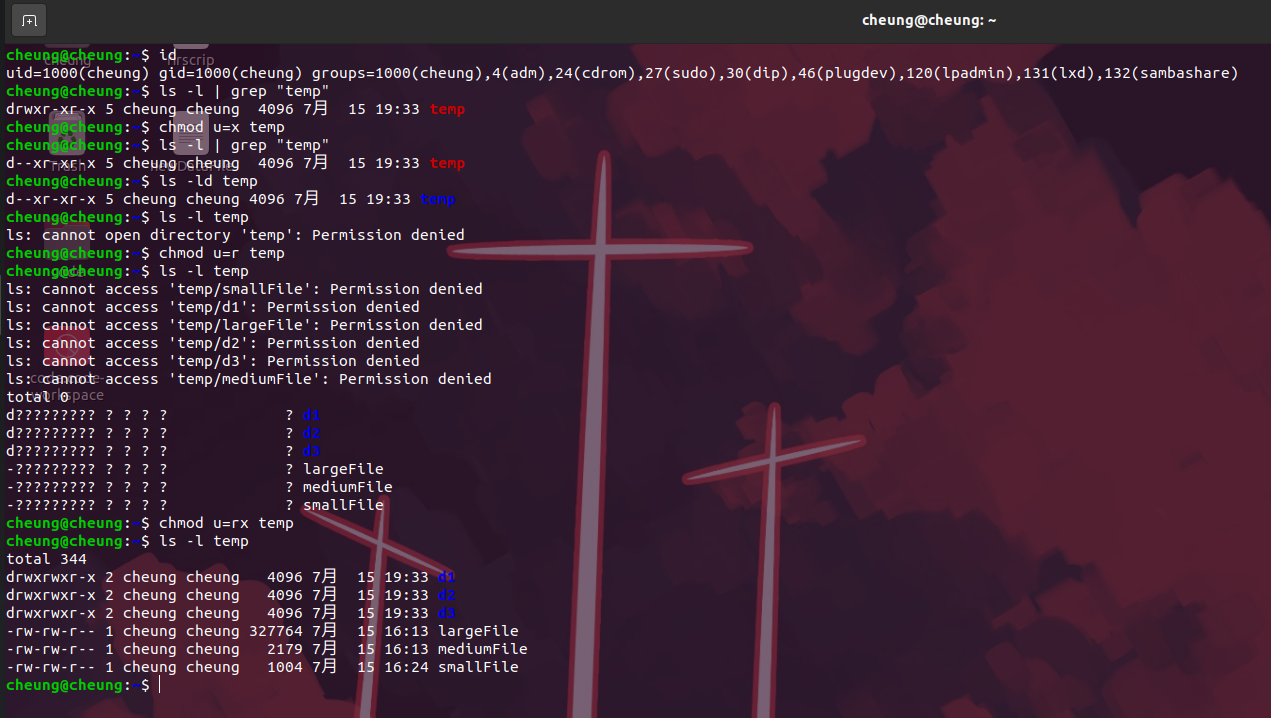 cheung@cheung: ~
cheung@cheung:~$ id
uid=1000(cheung) gid=1000(cheung) groups=1000(cheung),4(adm),24(cdrom),27(sudo),30(dip),46(plugdev),120(lpadmin),131(lxd),132(sambashare)
cheung@cheung:~$ ls -l | grep "temp"
drwxr-xr-x 5 cheung cheung  4096 7月  15 19:33 temp
cheung@cheung:~$ chmod u=x temp
cheung@cheung:~$ ls -l | grep "temp"
d--xr-xr-x 5 cheung cheung  4096 7月  15 19:33 temp
cheung@cheung:~$ ls -ld temp
d--xr-xr-x 5 cheung cheung 4096 7月  15 19:33 temp
cheung@cheung:~$ ls -l temp
ls: cannot open directory 'temp': Permission denied
cheung@cheung:~$ chmod u=r temp
cheung@cheung:~$ ls -l temp
ls: cannot access 'temp/smallFile': Permission denied
ls: cannot access 'temp/d1': Permission denied
ls: cannot access 'temp/largeFile': Permission denied
ls: cannot access 'temp/d2': Permission denied
ls: cannot access 'temp/d3': Permission denied
ls: cannot access 'temp/mediumFile': Permission denied
total 0
d????????? ? ? ? ?             ? d1
d????????? ? ? ? ?             ? d2
d????????? ? ? ? ?             ? d3
-????????? ? ? ? ?             ? largeFile
-????????? ? ? ? ?             ? mediumFile
-????????? ? ? ? ?             ? smallFile
cheung@cheung:~$ chmod u=rx temp
cheung@cheung:~$ ls -l temp
total 344
drwxrwxr-x 2 cheung cheung   4096 7月  15 19:33 d1
drwxrwxr-x 2 cheung cheung   4096 7月  15 19:33 d2
drwxrwxr-x 2 cheung cheung   4096 7月  15 19:33 d3
-rw-rw-r-- 1 cheung cheung 327764 7月  15 16:13 largeFile
-rw-rw-r-- 1 cheung cheung   2179 7月  15 16:13 mediumFile
-rw-rw-r-- 1 cheung cheung   1004 7月  15 16:24 smallFile
cheung@cheung:~$
cheung
Trash
workspace